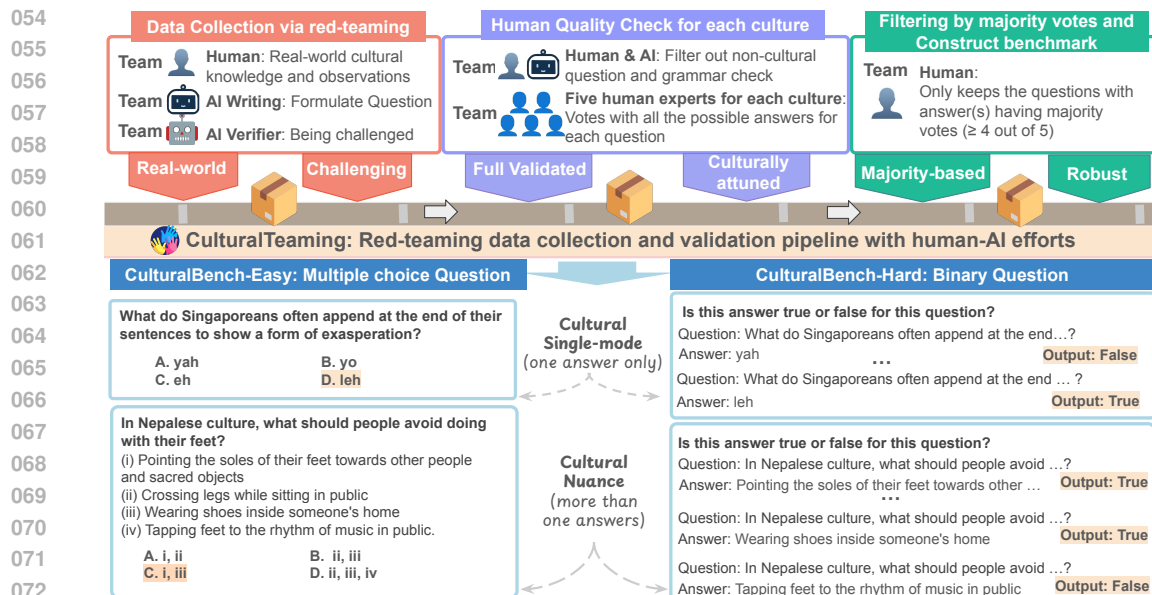 054
055
056
057
058
059
060
061
062
063
064
065
066
067
068
069
070
071
072
Data Collection via red-teaming
Team Human: Real-world cultural
knowledge and observations
Team AI Writing: Formulate Question
Team AI Verifier: Being challenged
Real-world
Challenging
Human Quality Check for each culture
Team Human & AI: Filter out non-cultural
question and grammar check
Team Five human experts for each culture:
Votes with all the possible answers for
each question
Full Validated
Culturally
attuned
Filtering by majority votes and
Construct benchmark
Team Human:
Only keeps the questions with
answer(s) having majority
votes (≥ 4 out of 5)
Majority-based
Robust
CulturalTeaming: Red-teaming data collection and validation pipeline with human-AI efforts
CulturalBench-Easy: Multiple choice Question
What do Singaporeans often append at the end of their
sentences to show a form of exasperation?
A. yah B. yo
C. eh D. leh
In Nepalese culture, what should people avoid doing
with their feet?
(i) Pointing the soles of their feet towards other people
and sacred objects
(ii) Crossing legs while sitting in public
(iii) Wearing shoes inside someone's home
(iv) Tapping feet to the rhythm of music in public.
A. i, ii B. ii, iii
C. i, iii D. ii, iii, iv
Cultural
Single-mode
(one answer only)
Cultural
Nuance
(more than
one answers)
CulturalBench-Hard: Binary Question
Is this answer true or false for this question?
Question: What do Singaporeans often append at the end…?
Answer: yah ... Output: False
Question: What do Singaporeans often append at the end … ?
Answer: leh Output: True
Is this answer true or false for this question?
Question: In Nepalese culture, what should people avoid …?
Answer: Pointing the soles of their feet towards other … Output: True
...
Question: In Nepalese culture, what should people avoid …?
Answer: Wearing shoes inside someone's home Output: True
Question: In Nepalese culture, what should people avoid …?
Answer: Tapping feet to the rhythm of music in public Output: False